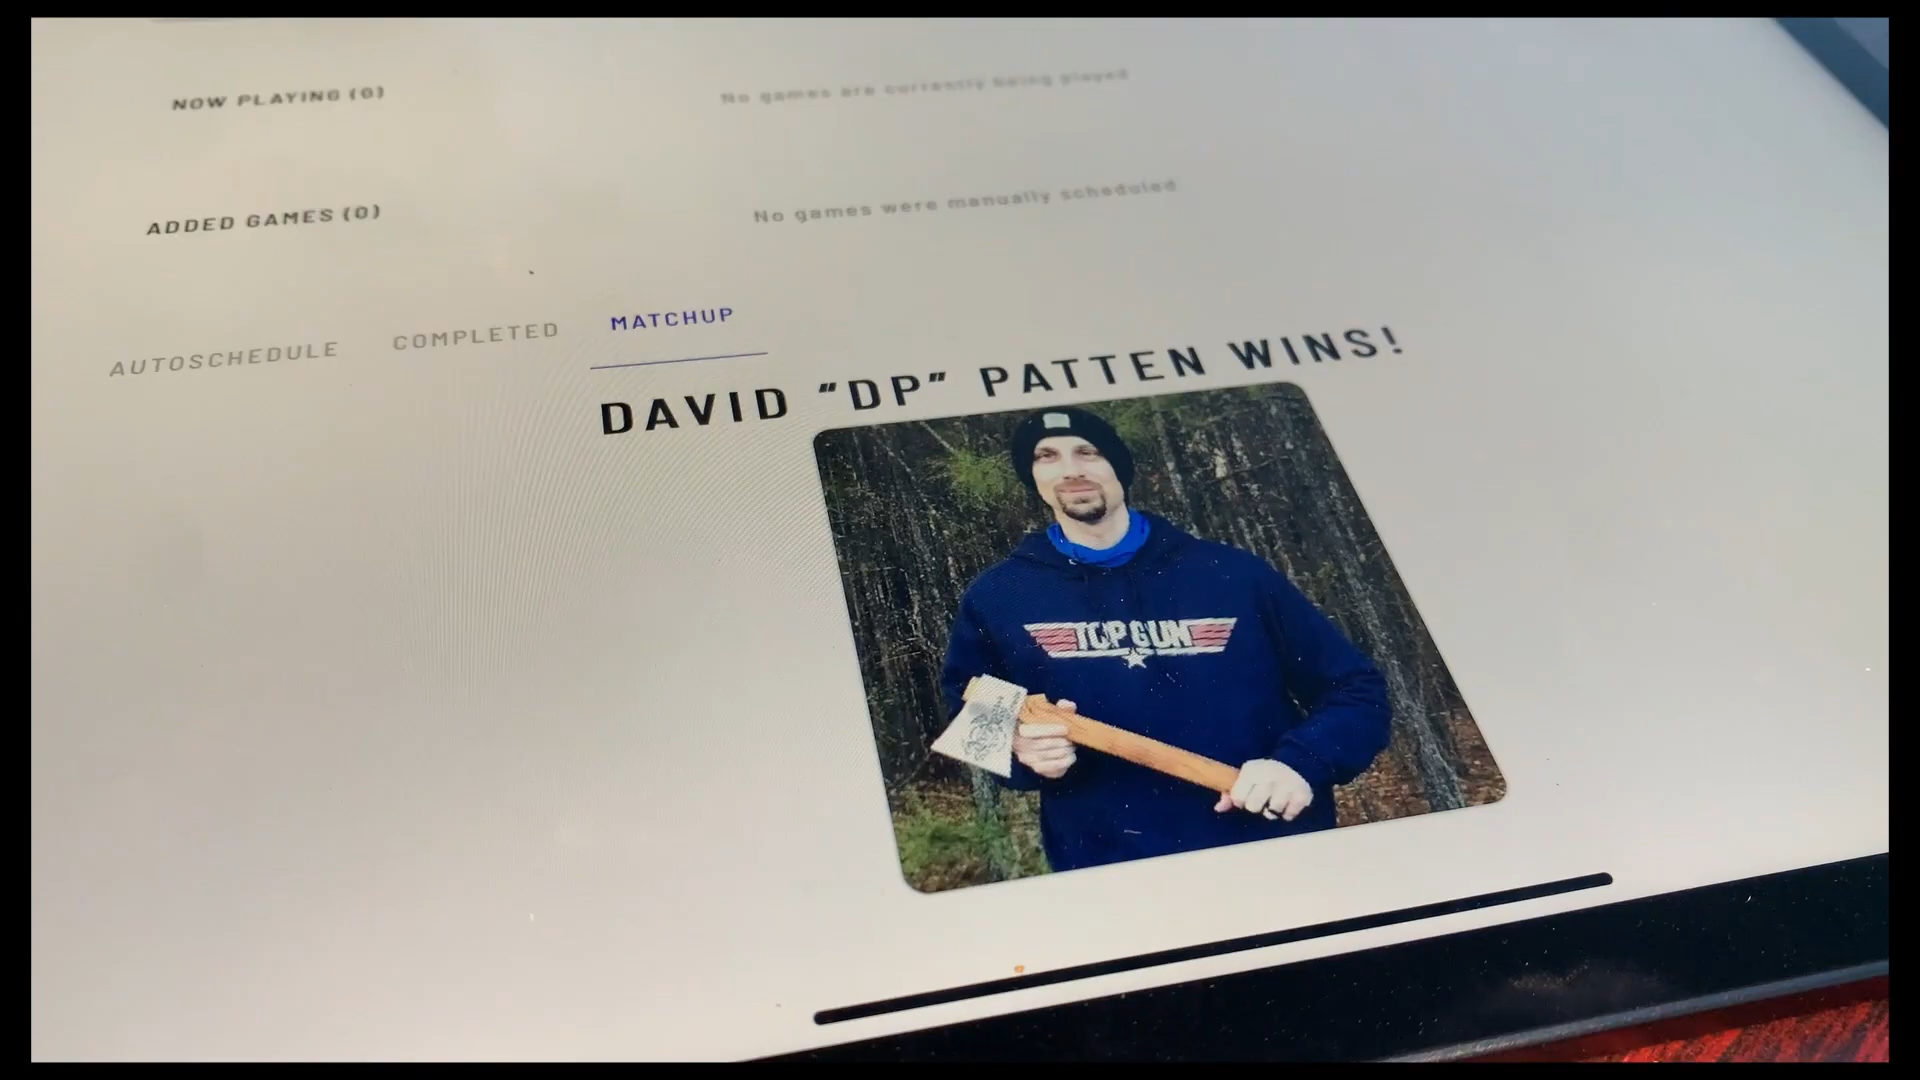 NOW PLAYING (0)
No games are currently being played
ADDED GAMES (0)
No games were manually scheduled
AUTOSCHEDULE
COMPLETED
MATCHUP
DAVID "DP" PATTEN WINS!
TOP GUN